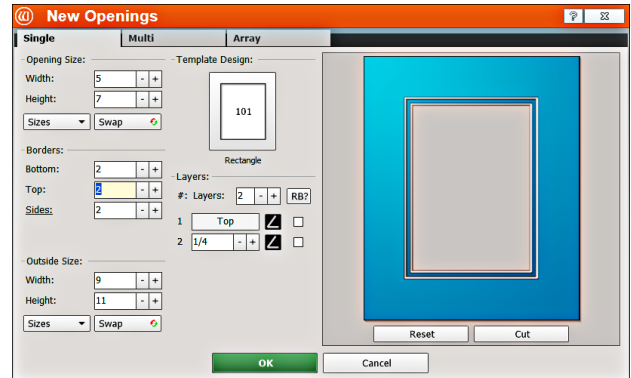 New Openings
? 
Single Multi Array
Opening Size:
Width: 5 - +
Height: 7 - +
Sizes Swap
Borders:
Bottom: 2 - +
Top: 2 - +
Sides: 2 - +
Outside Size:
Width: 9 - +
Height: 11 - +
Sizes Swap
Template Design:
101
Rectangle
Layers:
#: Layers: 2 - + RB?
1 Top
2 1/4 - +
Reset Cut
OK Cancel